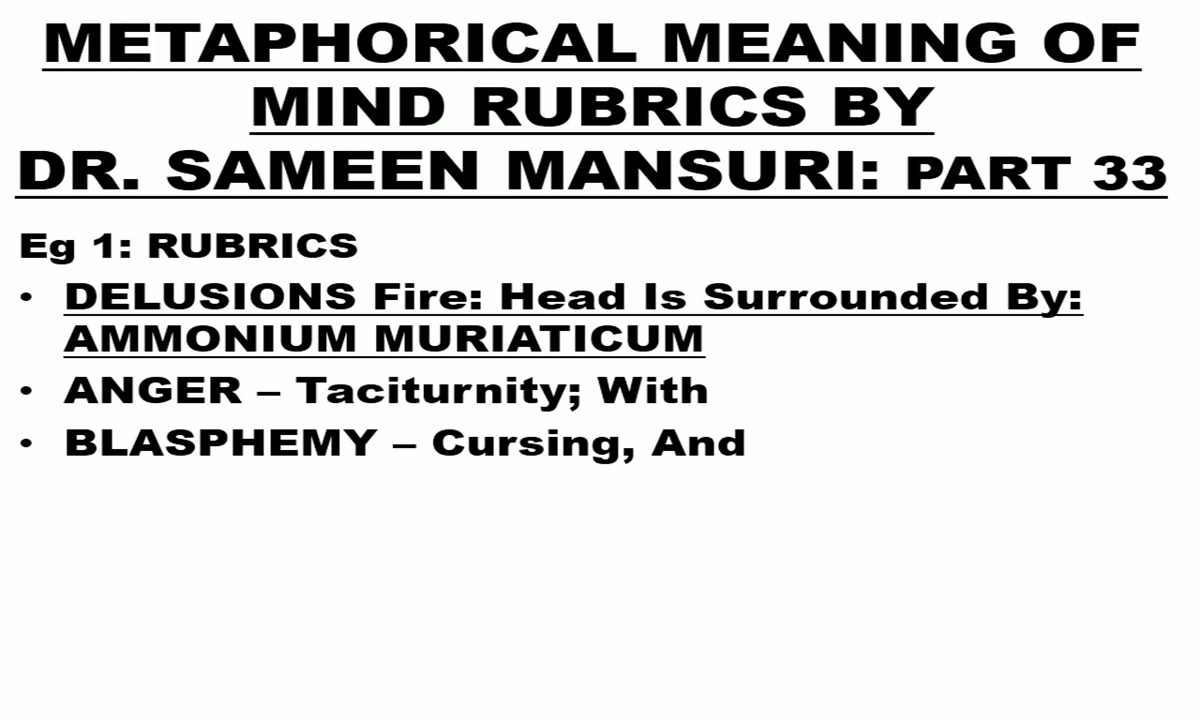 METAPHORICAL MEANING OF
MIND RUBRICS BY
DR. SAMEEN MANSURI: PART 33
Eg 1: RUBRICS
• DELUSIONS Fire: Head Is Surrounded By:
AMMONIUM MURIATICUM
• ANGER – Taciturnity; With
• BLASPHEMY – Cursing, And